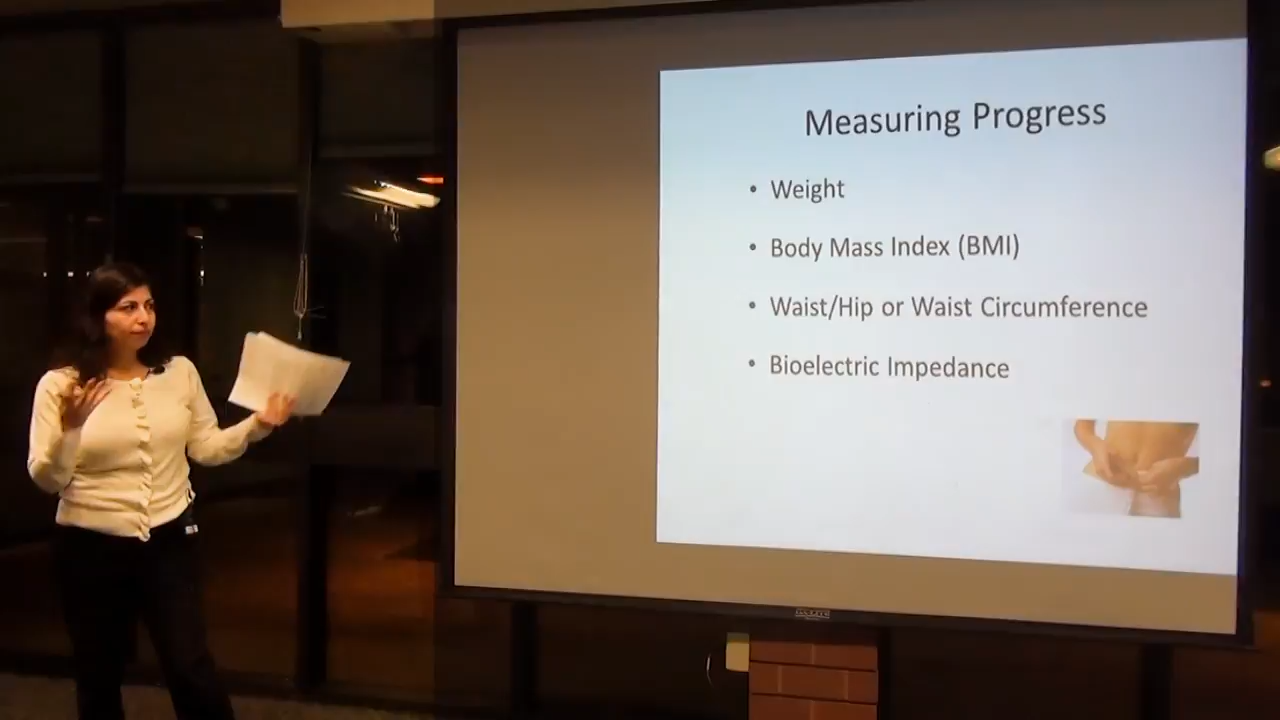 Measuring Progress
• Weight
• Body Mass Index (BMI)
• Waist/Hip or Waist Circumference
• Bioelectric Impedance